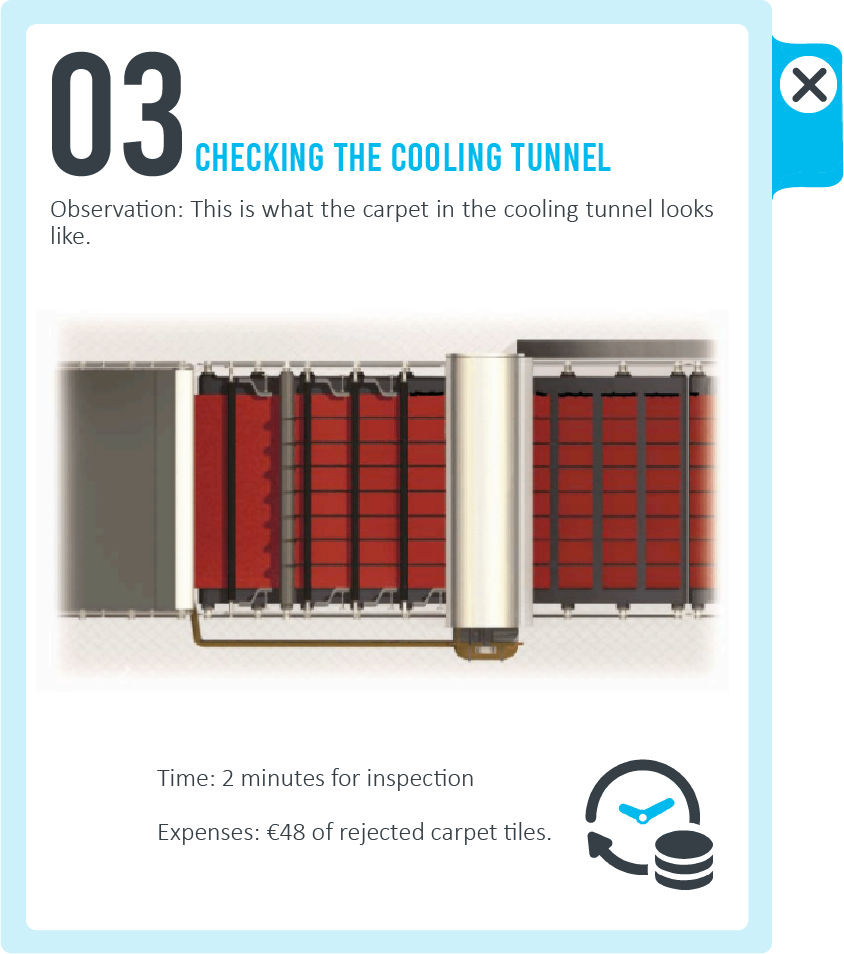 03
CHECKING THE COOLING TUNNEL
Observation: This is what the carpet in the cooling tunnel looks
like.
Time: 2 minutes for inspection
Expenses: €48 of rejected carpet tiles.